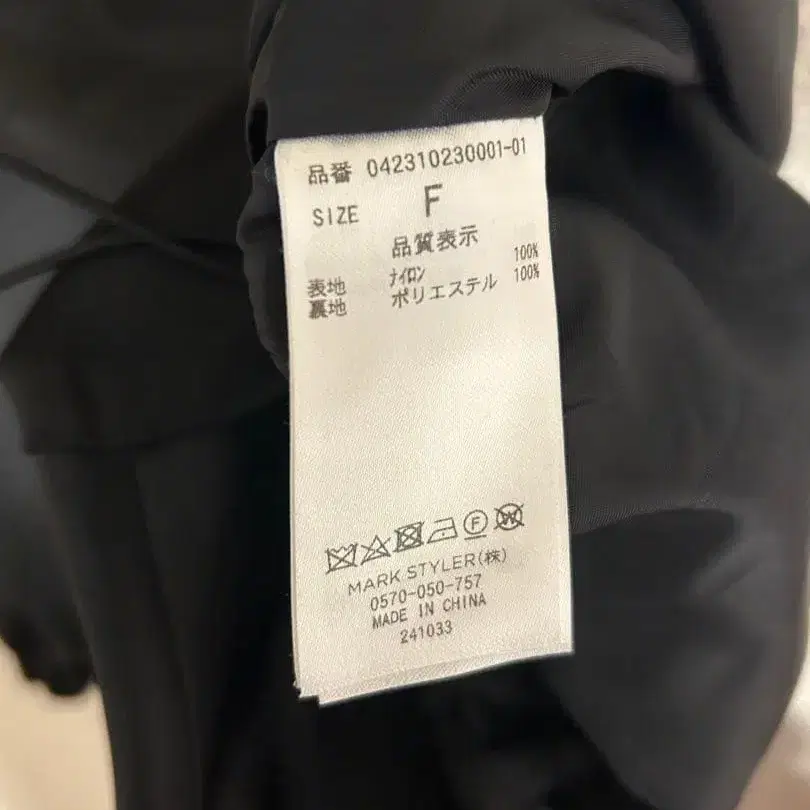 品番 042310230001-01
SIZE F
品質表示
表地 ナイロン 100%
裏地 ポリエステル 100%
F W
MARK STYLER(株)
0570-050-757
MADE IN CHINA
241033